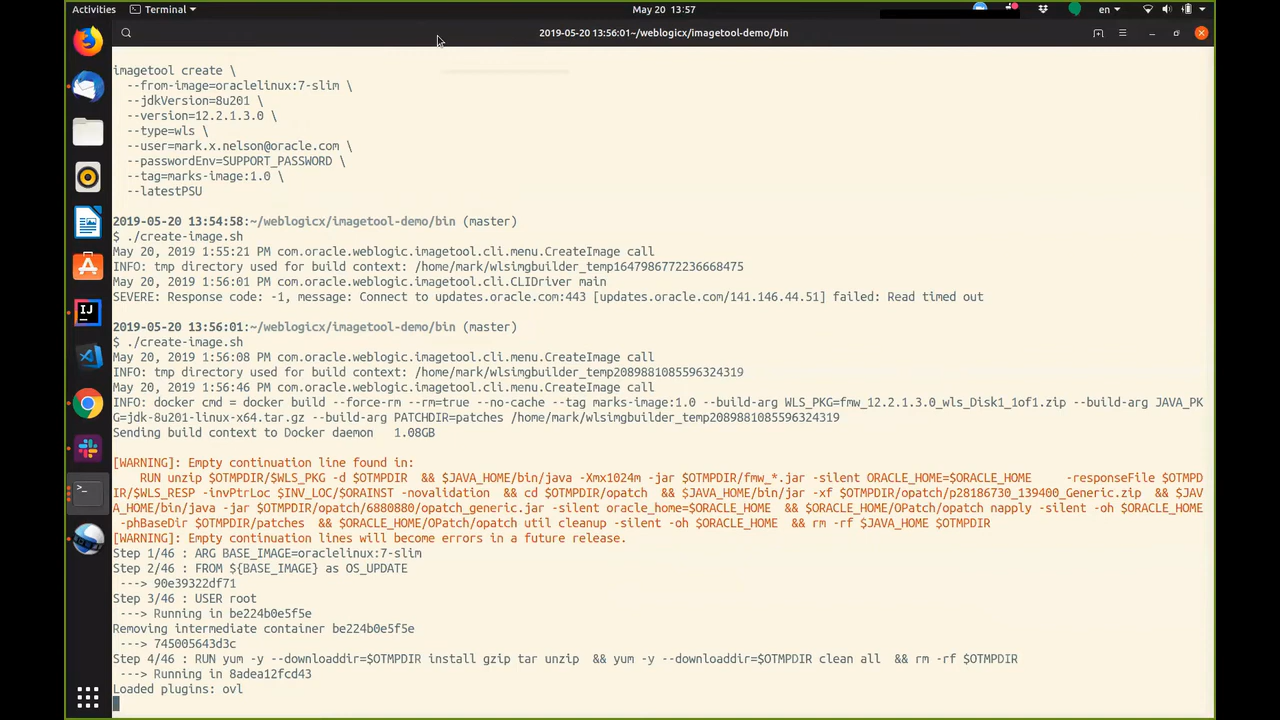 Activities
Terminal
May 20 13:57
en
2019-05-20 13:56:01~/weblogicx/imagetool-demo/bin
imagetool create \
--from-image=oraclelinux:7-slim \
--jdkVersion=8u201 \
--version=12.2.1.3.0 \
--type=wls \
--user=mark.x.nelson@oracle.com \
--passwordEnv=SUPPORT_PASSWORD \
--tag=marks-image:1.0 \
--latestPSU
2019-05-20 13:54:58:~/weblogicx/imagetool-demo/bin (master)
$ ./create-image.sh
May 20, 2019 1:55:21 PM com.oracle.weblogic.imagetool.cli.menu.CreateImage call
INFO: tmp directory used for build context: /home/mark/wlsimgbuilder_temp1647986772236668475
May 20, 2019 1:56:01 PM com.oracle.weblogic.imagetool.cli.CLIDriver main
SEVERE: Response code: -1, message: Connect to updates.oracle.com:443 [updates.oracle.com/141.146.44.51] failed: Read timed out
2019-05-20 13:56:01:~/weblogicx/imagetool-demo/bin (master)
$ ./create-image.sh
May 20, 2019 1:56:08 PM com.oracle.weblogic.imagetool.cli.menu.CreateImage call
INFO: tmp directory used for build context: /home/mark/wlsimgbuilder_temp2089881085596324319
May 20, 2019 1:56:46 PM com.oracle.weblogic.imagetool.cli.menu.CreateImage call
INFO: docker cmd = docker build --force-rm --rm=true --no-cache --tag marks-image:1.0 --build-arg WLS_PKG=fmw_12.2.1.3.0_wls_Disk1_1of1.zip --build-arg JAVA_PK
G=jdk-8u201-linux-x64.tar.gz --build-arg PATCHDIR=patches /home/mark/wlsimgbuilder_temp2089881085596324319
Sending build context to Docker daemon 1.08GB
[WARNING]: Empty continuation line found in:
RUN unzip $OTMPDIR/$WLS_PKG -d $OTMPDIR && $JAVA_HOME/bin/java -Xmx1024m -jar $OTMPDIR/fmw_*.jar -silent ORACLE_HOME=$ORACLE_HOME -responseFile $OTMPD
IR/$WLS_RESP -invPtrLoc $INV_LOC/$ORAINST -novalidation && cd $OTMPDIR/opatch && $JAVA_HOME/bin/jar -xf $OTMPDIR/opatch/p28186730_139400_Generic.zip && $JAV
A_HOME/bin/java -jar $OTMPDIR/opatch/6880880/opatch_generic.jar -silent oracle_home=$ORACLE_HOME && $ORACLE_HOME/OPatch/opatch napply -silent -oh $ORACLE_HOME
-phBaseDir $OTMPDIR/patches && $ORACLE_HOME/OPatch/opatch util cleanup -silent -oh $ORACLE_HOME && rm -rf $JAVA_HOME $OTMPDIR
[WARNING]: Empty continuation lines will become errors in a future release.
Step 1/46 : ARG BASE_IMAGE=oraclelinux:7-slim
Step 2/46 : FROM ${BASE_IMAGE} as OS_UPDATE
---> 90e39322df71
Step 3/46 : USER root
---> Running in be224b0e5f5e
Removing intermediate container be224b0e5f5e
---> 745005643d3c
Step 4/46 : RUN yum -y --downloaddir=$OTMPDIR install gzip tar unzip && yum -y --downloaddir=$OTMPDIR clean all && rm -rf $OTMPDIR
---> Running in 8adea12fcd43
Loaded plugins: ovl